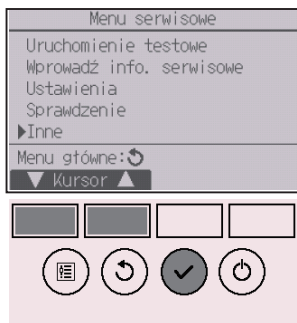 Menu serwisowe
Uruchomienie testowe
Wprowadź info. serwisowe
Ustawienia
Sprawdzenie
▶Inne
Menu główne:↺
▼ Kursor ▲